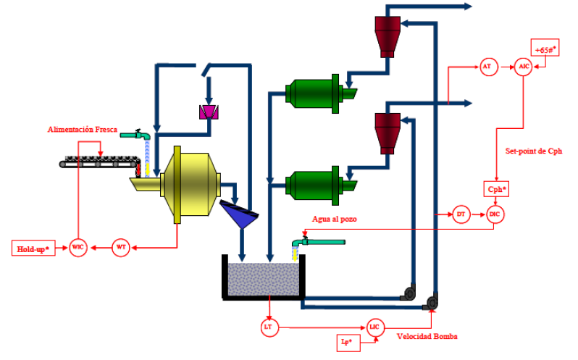 +65#*
AT
AIC
Alimentación Fresca
Set-point de Cph
Cph*
DT
DIC
Agua al pozo
Hold-up*
WIC
WT
LT
LIC
Velocidad Bomba
Lp*